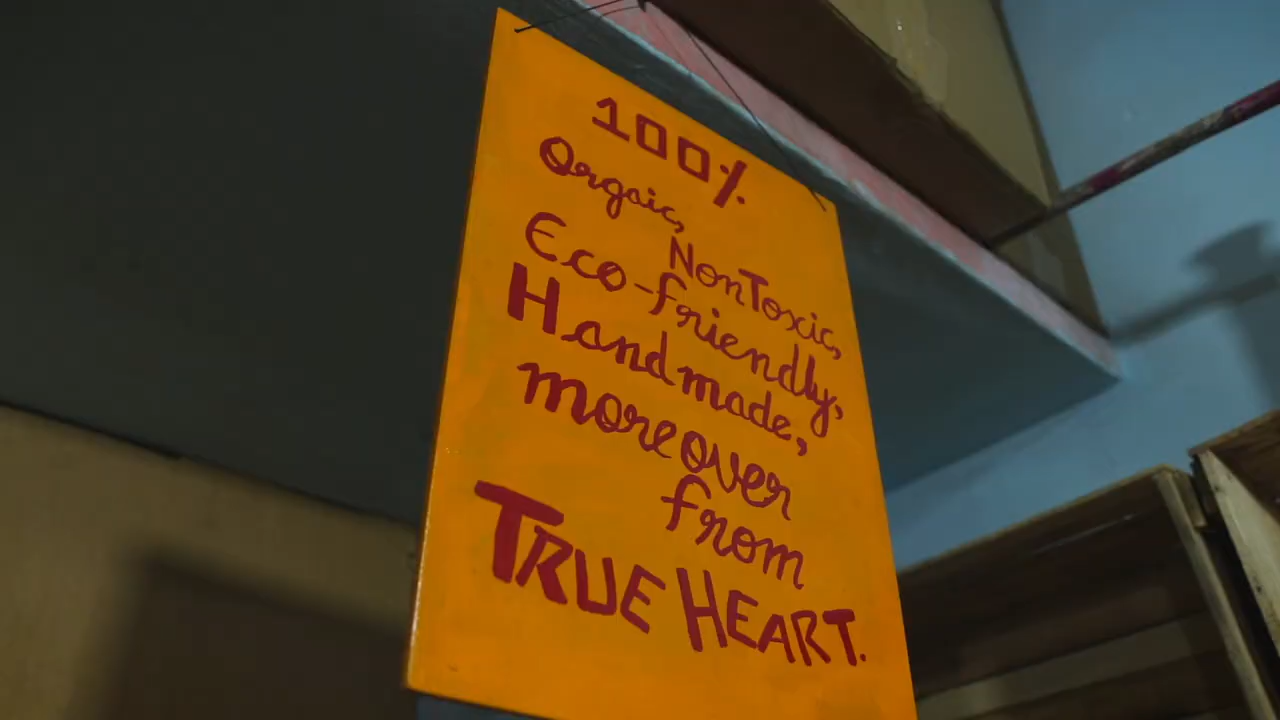 100%
Orgaic,
NonToxic,
Eco-friendly,
Handmade,
moreover
from
TRUE HEART.